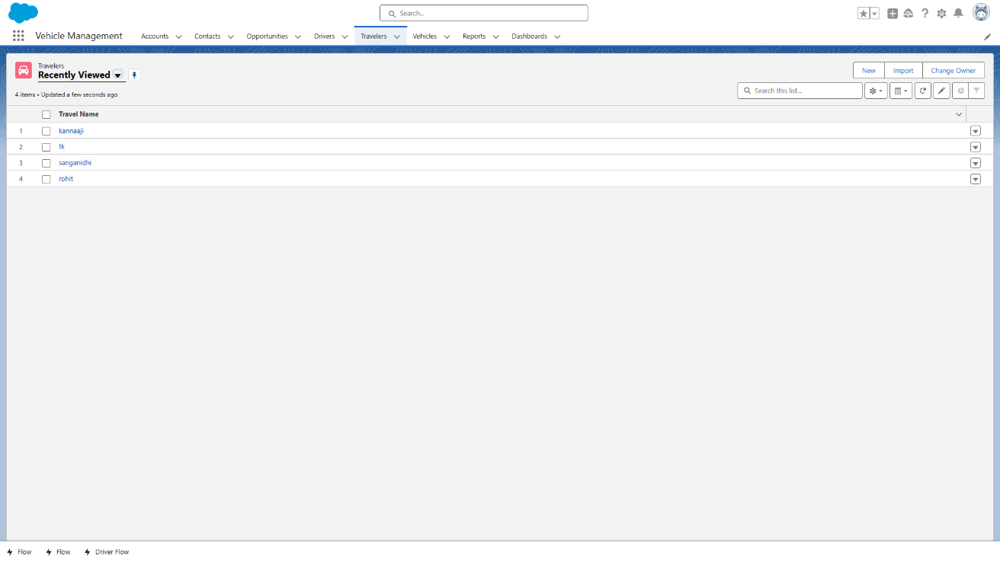 Search...
Vehicle Management
Accounts
Contacts
Opportunities
Drivers
Travelers
Vehicles
Reports
Dashboards
Travelers
Recently Viewed
New
Import
Change Owner
4 items • Updated a few seconds ago
Search this list...
Travel Name
1 kannaaji
2 tk
3 sanganidhi
4 rohit
Flow
Flow
Driver Flow